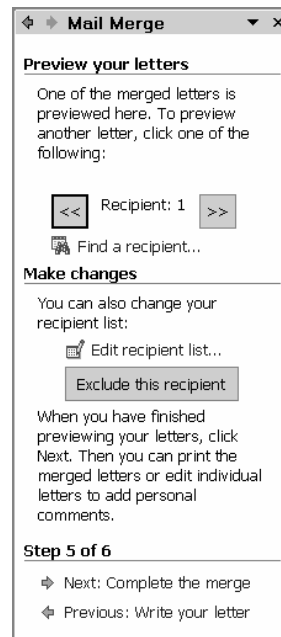 Mail Merge
Preview your letters
One of the merged letters is
previewed here. To preview
another letter, click one of the
following:
<< Recipient: 1 >>
Find a recipient...
Make changes
You can also change your
recipient list:
Edit recipient list...
Exclude this recipient
When you have finished
previewing your letters, click
Next. Then you can print the
merged letters or edit individual
letters to add personal
comments.
Step 5 of 6
Next: Complete the merge
Previous: Write your letter